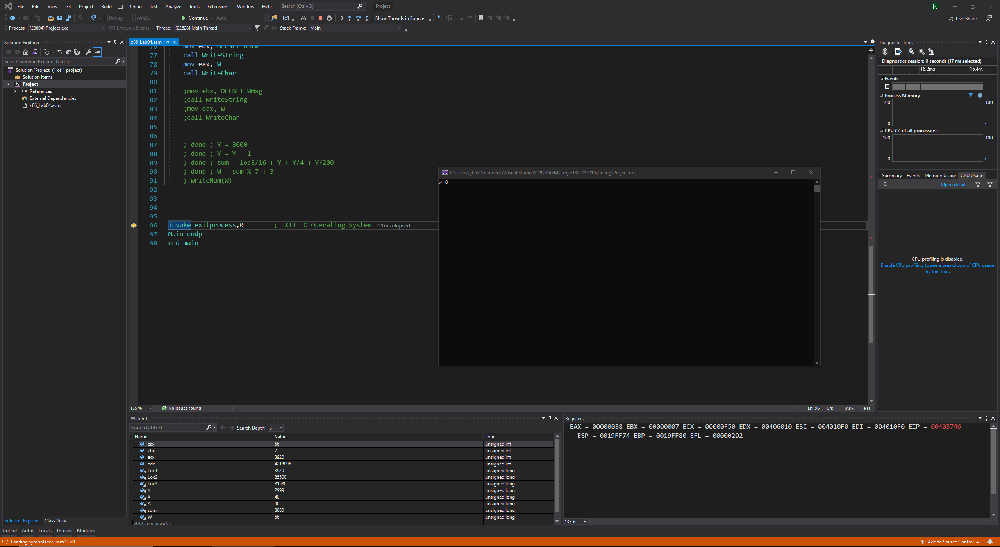 File Edit View Git Project Build Debug Test Analyze Tools Extensions Window Help Search (Ctrl+Q) Project R
Debug Win32 Continue Auto Show Threads in Source Live Share
Process: [23804] Project.exe Lifecycle Events Thread: [22628] Main Thread Stack Frame: Main
Solution Explorer
Search Solution Explorer (Ctrl+;)
Solution 'Project' (1 of 1 project)
Solution Items
Project
References
External Dependencies
x86_Lab04.asm
Solution Explorer Class View
x86_Lab04.asm
76 mov edx, OFFSET outW
77 call WriteString
78 mov eax, W
79 call WriteChar
80
81 ;mov ebx, OFFSET WMsg
82 ;call WriteString
83 ;mov eax, W
84 ;call WriteChar
85
86
87 ; done ; Y = 3000
88 ; done ; Y = Y - 1
89 ; done ; sum = loc3/16 + Y + Y/4 + Y/200
90 ; done ; W = sum % 7 + 3
91 ; writeNum(W)
92
93
94
95
96 invoke exitprocess,0 ; EXIT TO Operating System ≤ 1ms elapsed
97 Main endp
98 end main
135 % No issues found Ln: 96 Ch: 1 TABS CRLF
C:\Users\rjfar\Documents\Visual Studio 2019\MASM\Project32_VS2019\Debug\Project.exe
w=8
Diagnostic Tools
Diagnostics session: 0 seconds (17 ms selected)
16.2ms 16.4m
Events
Process Memory
100 100
0 0
CPU (% of all processors)
100 100
0 0
Summary Events Memory Usage CPU Usage
Open details...
CPU profiling is disabled.
Enable CPU profiling to see a breakdown of CPU usage
by function.
Watch 1
Search (Ctrl+E) Search Depth: 3
Name Value Type
eax 56 unsigned int
ebx 7 unsigned int
ecx 3920 unsigned int
edx 4218896 unsigned int
Loc1 3920 unsigned long
Loc2 85500 unsigned long
Loc3 81580 unsigned long
Y 2999 unsigned long
X 40 unsigned long
A 90 unsigned long
sum 8860 unsigned long
W 56 unsigned long
Add item to watch
Registers
EAX = 00000038 EBX = 00000007 ECX = 00000F50 EDX = 00406010 ESI = 004010F0 EDI = 004010F0 EIP = 00403746
ESP = 0019FF74 EBP = 0019FF80 EFL = 00000202
135 %
Output Autos Locals Threads Modules
Loading symbols for imm32.dll Add to Source Control